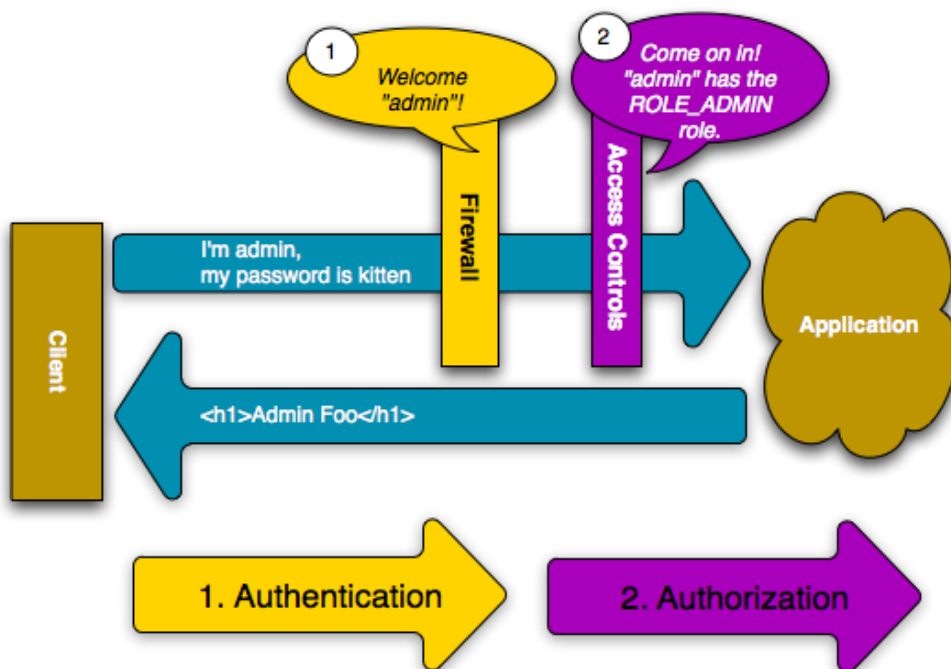 1
Welcome
"admin"!
2
Come on in!
"admin" has the
ROLE_ADMIN
role.
Firewall
Access Controls
Client
I'm admin,
my password is kitten
Application
<h1>Admin Foo</h1>
1. Authentication
2. Authorization